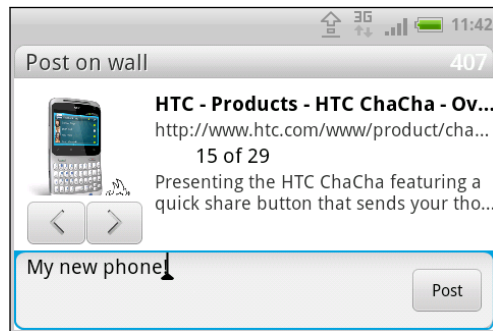 3G 11:42
Post on wall 407
HTC - Products - HTC ChaCha - Ov...
http://www.htc.com/www/product/cha...
15 of 29
Presenting the HTC ChaCha featuring a
quick share button that sends your tho...
My new phone!
Post